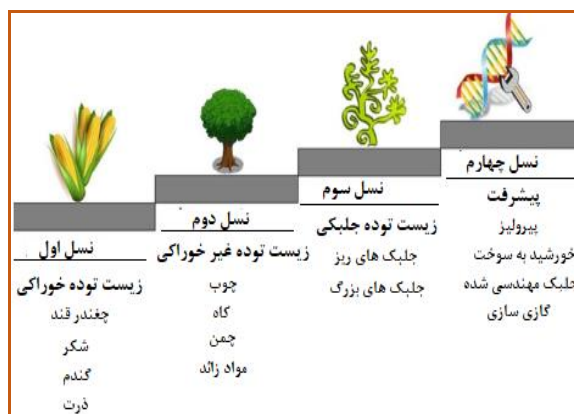 نسل اول
زیست توده خوراکی
چغندر قند
شکر
گندم
ذرت
نسل دوم
زیست توده غیر خوراکی
چوب
کاه
چمن
مواد زائد
نسل سوم
زیست توده جلبکی
جلبک های ریز
جلبک های بزرگ
نسل چهارم
پیشرفت
پیرولیز
خورشید به سوخت
جلبک مهندسی شده
گازی سازی